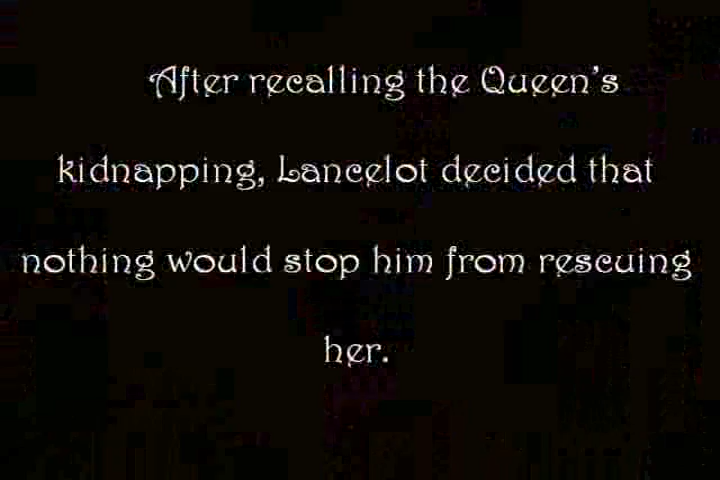 After recalling the Queen's
kidnapping, Lancelot decided that
nothing would stop him from rescuing
her.